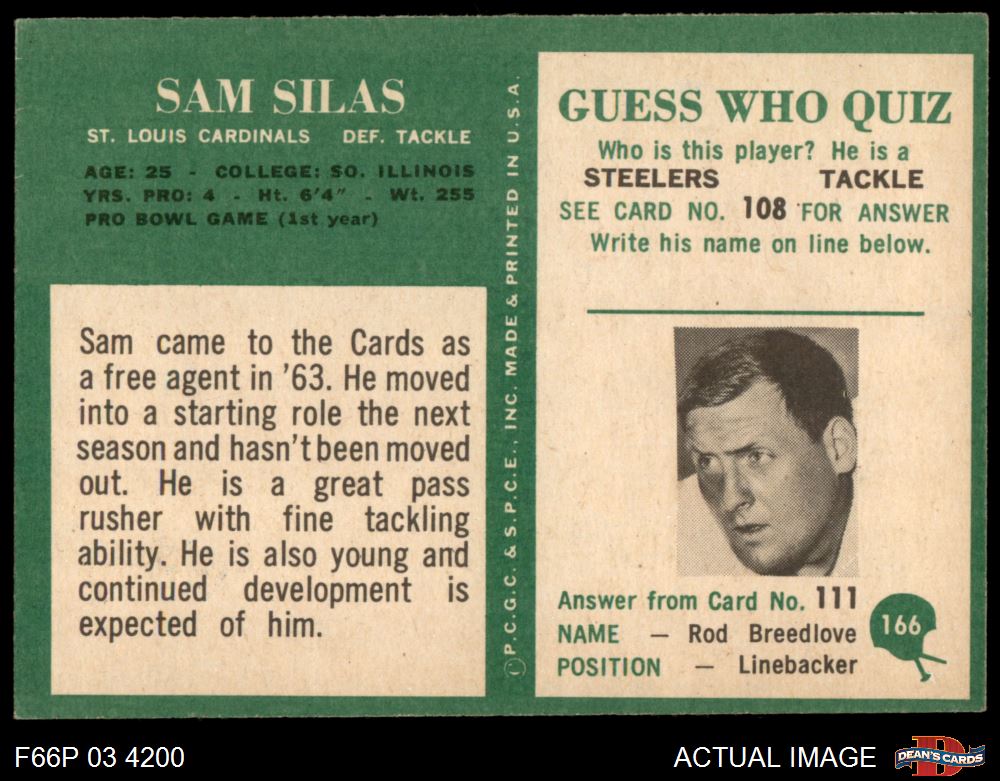 SAM SILAS
ST. LOUIS CARDINALS DEF. TACKLE
AGE: 25 - COLLEGE: SO. ILLINOIS
YRS. PRO: 4 - Ht. 6'4" - Wt. 255
PRO BOWL GAME (1st year)
Sam came to the Cards as
a free agent in '63. He moved
into a starting role the next
season and hasn't been moved
out. He is a great pass
rusher with fine tackling
ability. He is also young and
continued development is
expected of him.
© P.C.G.C. & S.P.C.E., INC. MADE & PRINTED IN U.S.A.
GUESS WHO QUIZ
Who is this player? He is a
STEELERS TACKLE
SEE CARD NO. 108 FOR ANSWER
Write his name on line below.
Answer from Card No. 111
NAME — Rod Breedlove
POSITION — Linebacker
166
F66P 03 4200
ACTUAL IMAGE
D
DEAN'S CARDS